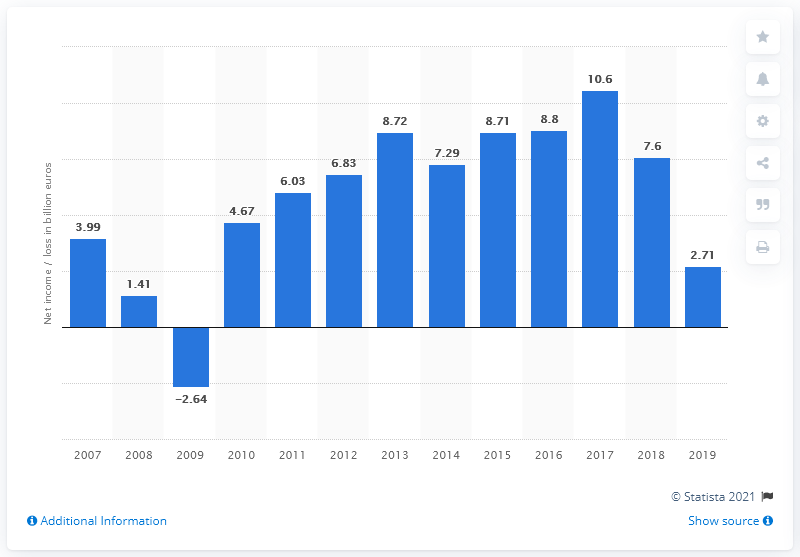 10.6
8.72
8.71
8.8
7.6
7.29
6.83
6.03
4.67
3.99
2.71
1.41
−2.64
Net income / loss in billion euros
2007 2008 2009 2010 2011 2012 2013 2014 2015 2016 2017 2018 2019
© Statista 2021
Additional Information
Show source